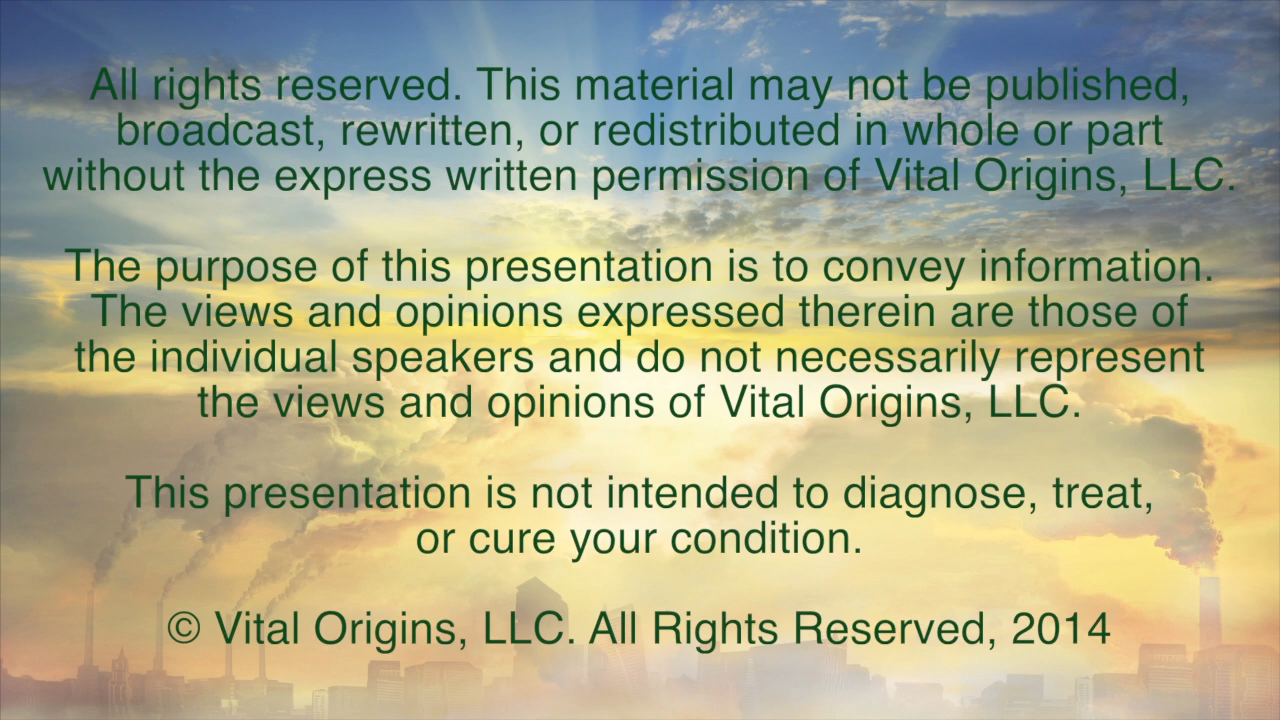 All rights reserved. This material may not be published,
broadcast, rewritten, or redistributed in whole or part
without the express written permission of Vital Origins, LLC.
The purpose of this presentation is to convey information.
The views and opinions expressed therein are those of
the individual speakers and do not necessarily represent
the views and opinions of Vital Origins, LLC.
This presentation is not intended to diagnose, treat,
or cure your condition.
© Vital Origins, LLC. All Rights Reserved, 2014